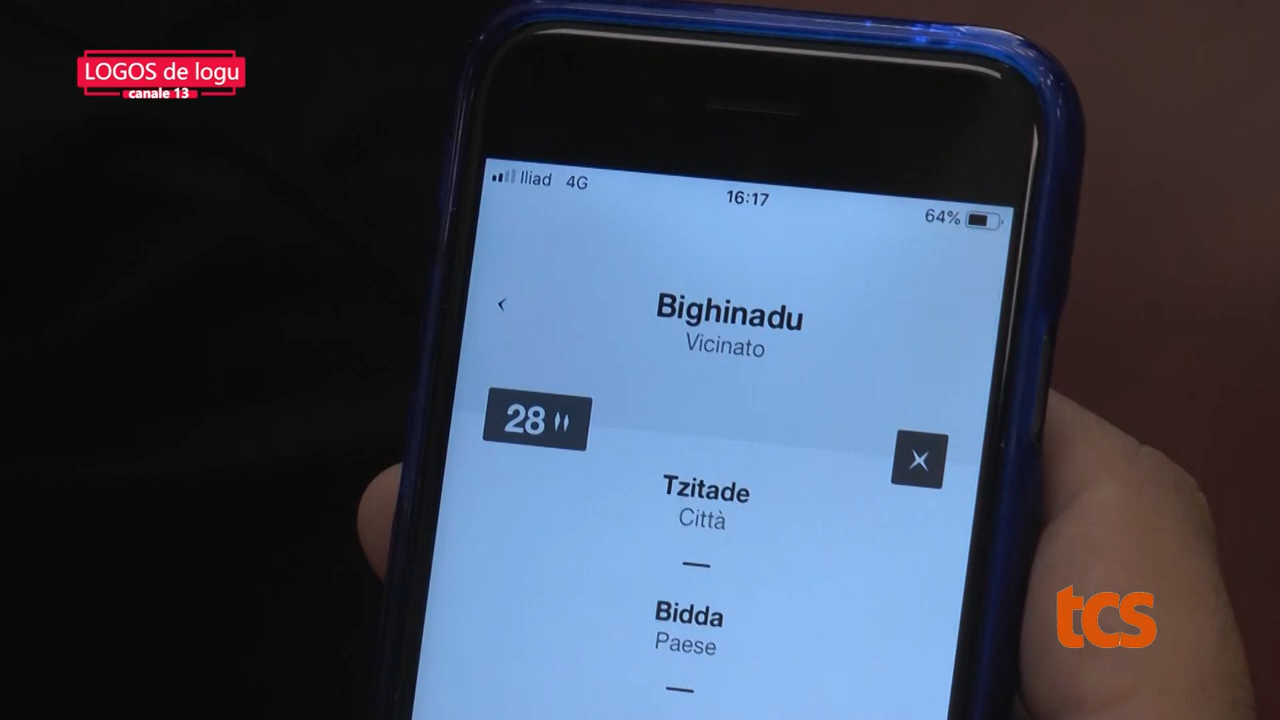 LOGOS de logu
canale 13
Iliad 4G 16:17 64%
Bighinadu
Vicinato
28
Tzitade
Città
Bidda
Paese
tcs